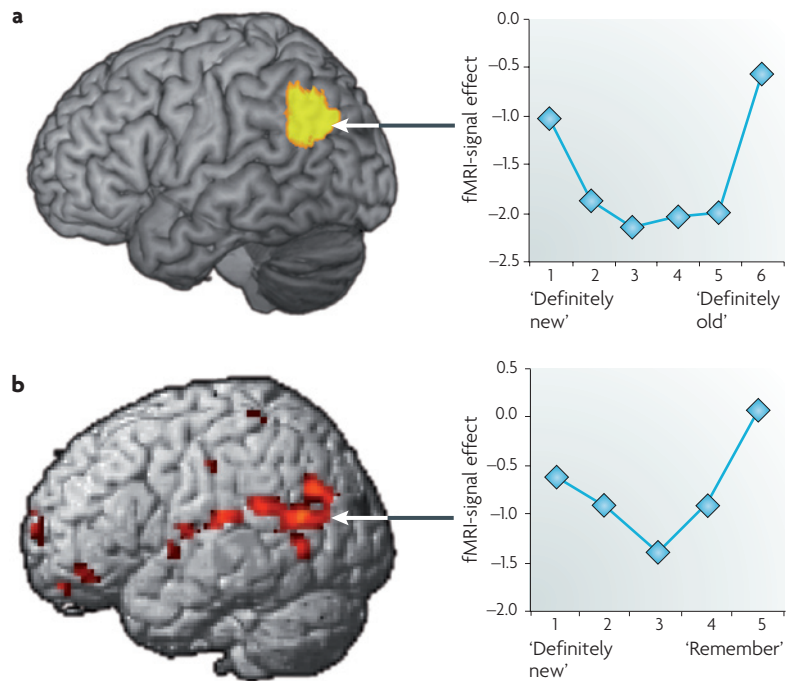 a
fMRI-signal effect
0.0
–0.5
–1.0
–1.5
–2.0
–2.5
1 2 3 4 5 6
‘Definitely new’
‘Definitely old’
b
fMRI-signal effect
0.5
0.0
–0.5
–1.0
–1.5
–2.0
1 2 3 4 5
‘Definitely new’
‘Remember’